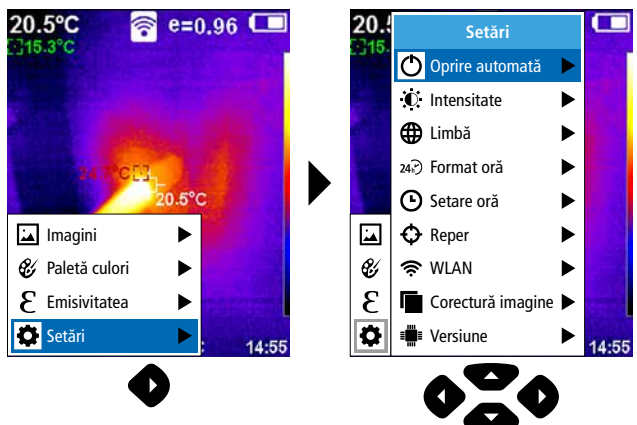 20.5°C e=0.96
15.3°C
24.7°C
20.5°C
Imagini
Paletă culori
Emisivitatea
Setări
14:55
20.5
15.
Setări
Oprire automată
Intensitate
Limbă
24h Format oră
Setare oră
Reper
WLAN
Corectură imagine
Versiune
ε
ε
14:55